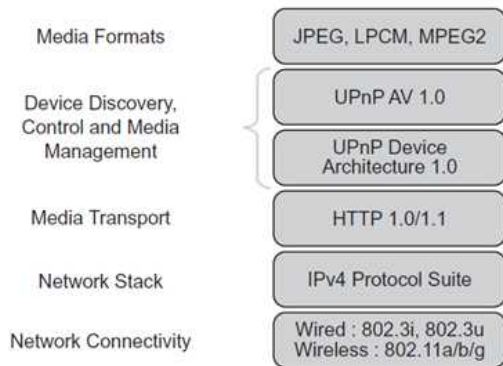 Media Formats
JPEG, LPCM, MPEG2
Device Discovery,
Control and Media
Management
UPnP AV 1.0
UPnP Device
Architecture 1.0
Media Transport
HTTP 1.0/1.1
Network Stack
IPv4 Protocol Suite
Network Connectivity
Wired : 802.3i, 802.3u
Wireless : 802.11a/b/g